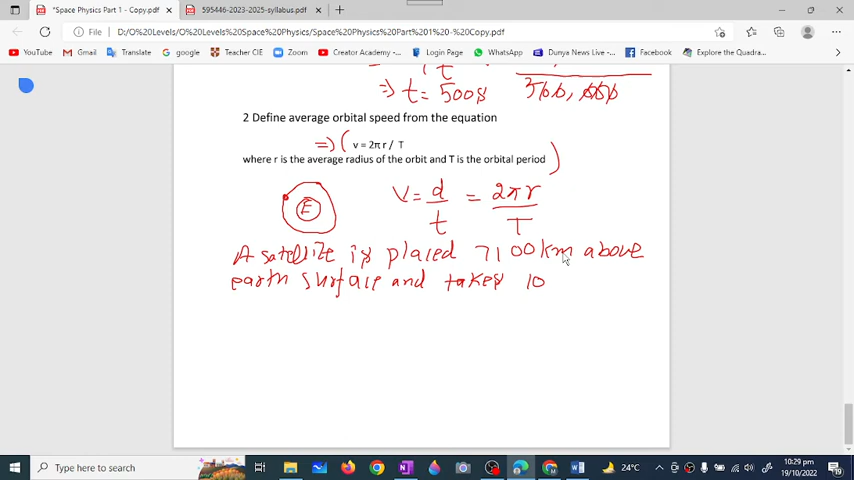 *Space Physics Part 1 - Copy.pdf
595446-2023-2025-syllabus.pdf
File
D:/O%20Levels/O%20Levels%20Space%20Physics/Space%20Physics%20Part%201%20-%20Copy.pdf
YouTube Gmail Translate google Teacher CIE Zoom Creator Academy -... Login Page WhatsApp Dunya News Live -... Facebook Explore the Quadra...
=> t = 500s
2 Define average orbital speed from the equation
=> ( v = 2π r / T
where r is the average radius of the orbit and T is the orbital period )
E V = d/t = 2πr/T
A satellize is placed 7100km above
earth surface and takes 10
Type here to search
24°C
10:29 pm
19/10/2022